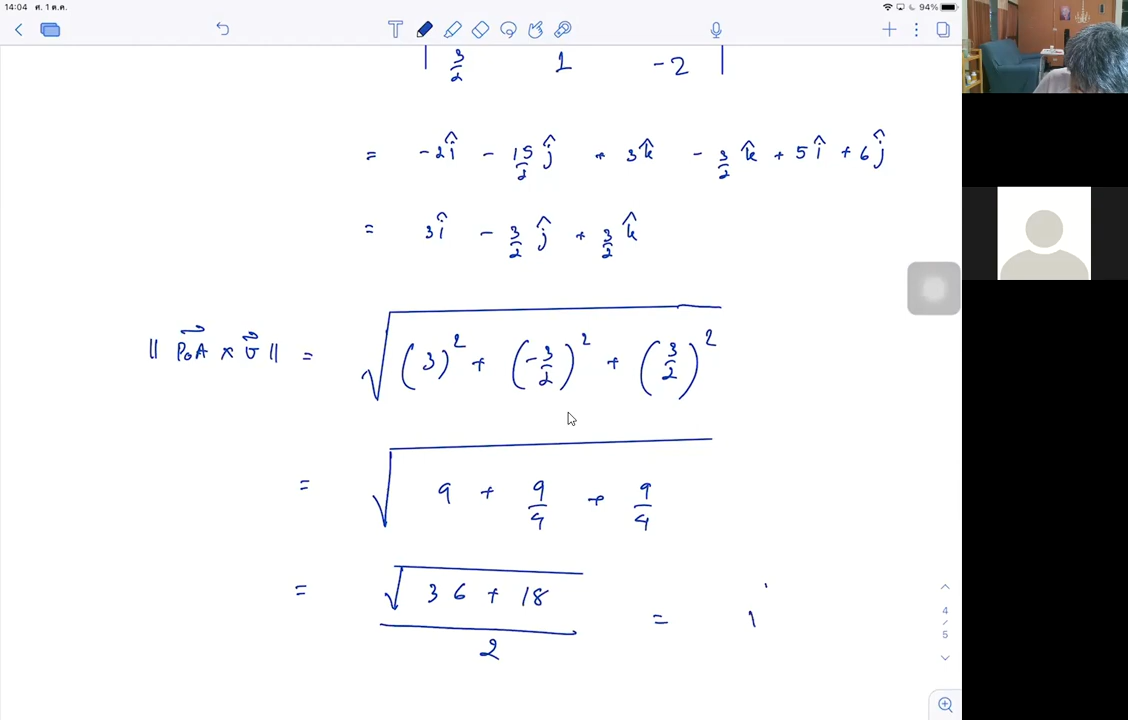 14:04 ศ. 1 ต.ค. 94%
| 3/2 1 -2 |
= -2î - 15/2 ĵ + 3k̂ - 3/2 k̂ + 5î + 6ĵ
= 3î - 3/2 ĵ + 3/2 k̂
|| P₀A × v || = √( (3)² + (-3/2)² + (3/2)² )
= √( 9 + 9/4 + 9/4 )
= √(36 + 18) / 2 =
4
/
5